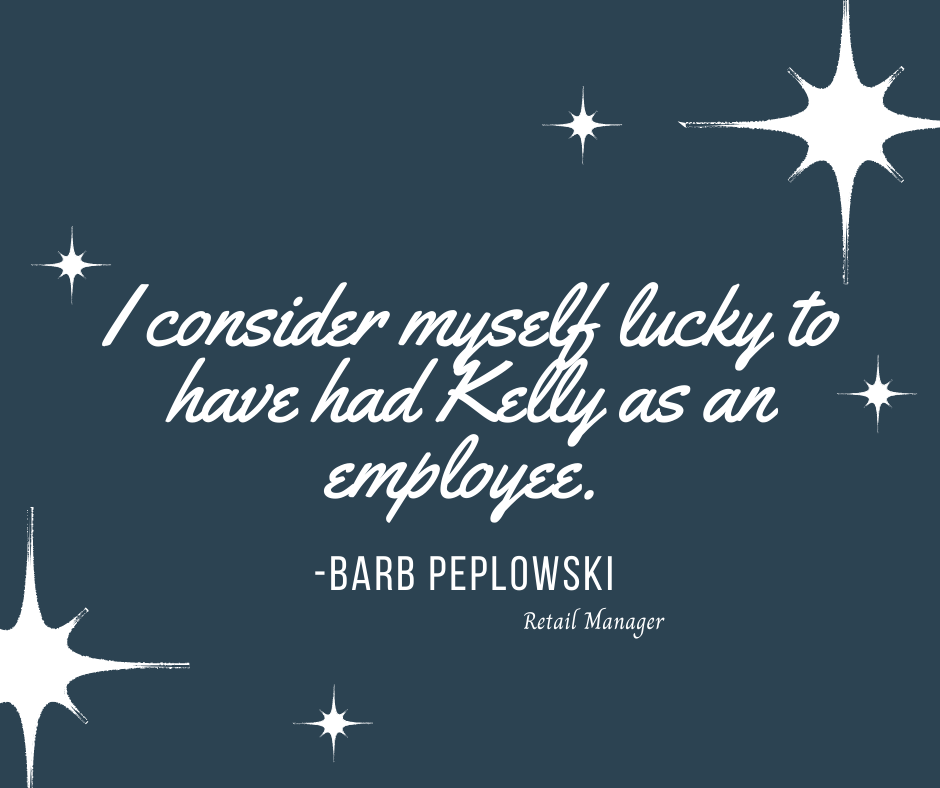 I consider myself lucky to
have had Kelly as an
employee.
-BARB PEPLOWSKI
Retail Manager